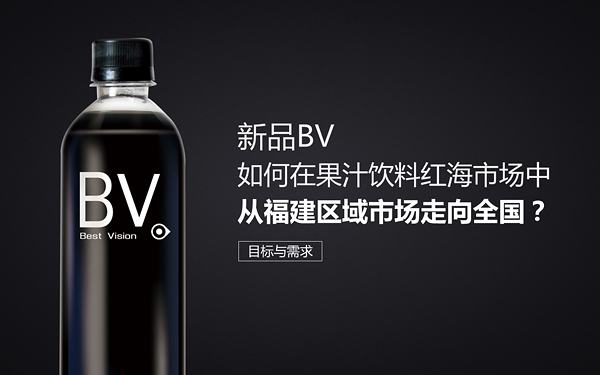 BV
Best Vision
新品BV
如何在果汁饮料红海市场中
从福建区域市场走向全国？
目标与需求